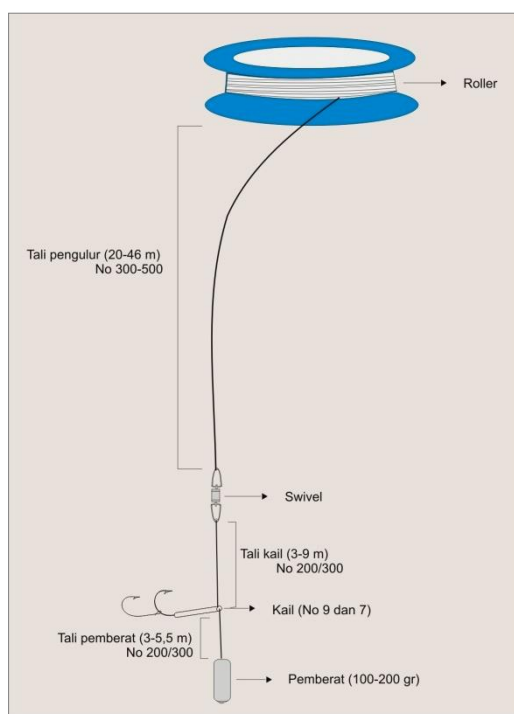 Roller
Tali pengulur (20-46 m)
No 300-500
Swivel
Tali kail (3-9 m)
No 200/300
Kail (No 9 dan 7)
Tali pemberat (3-5,5 m)
No 200/300
Pemberat (100-200 gr)